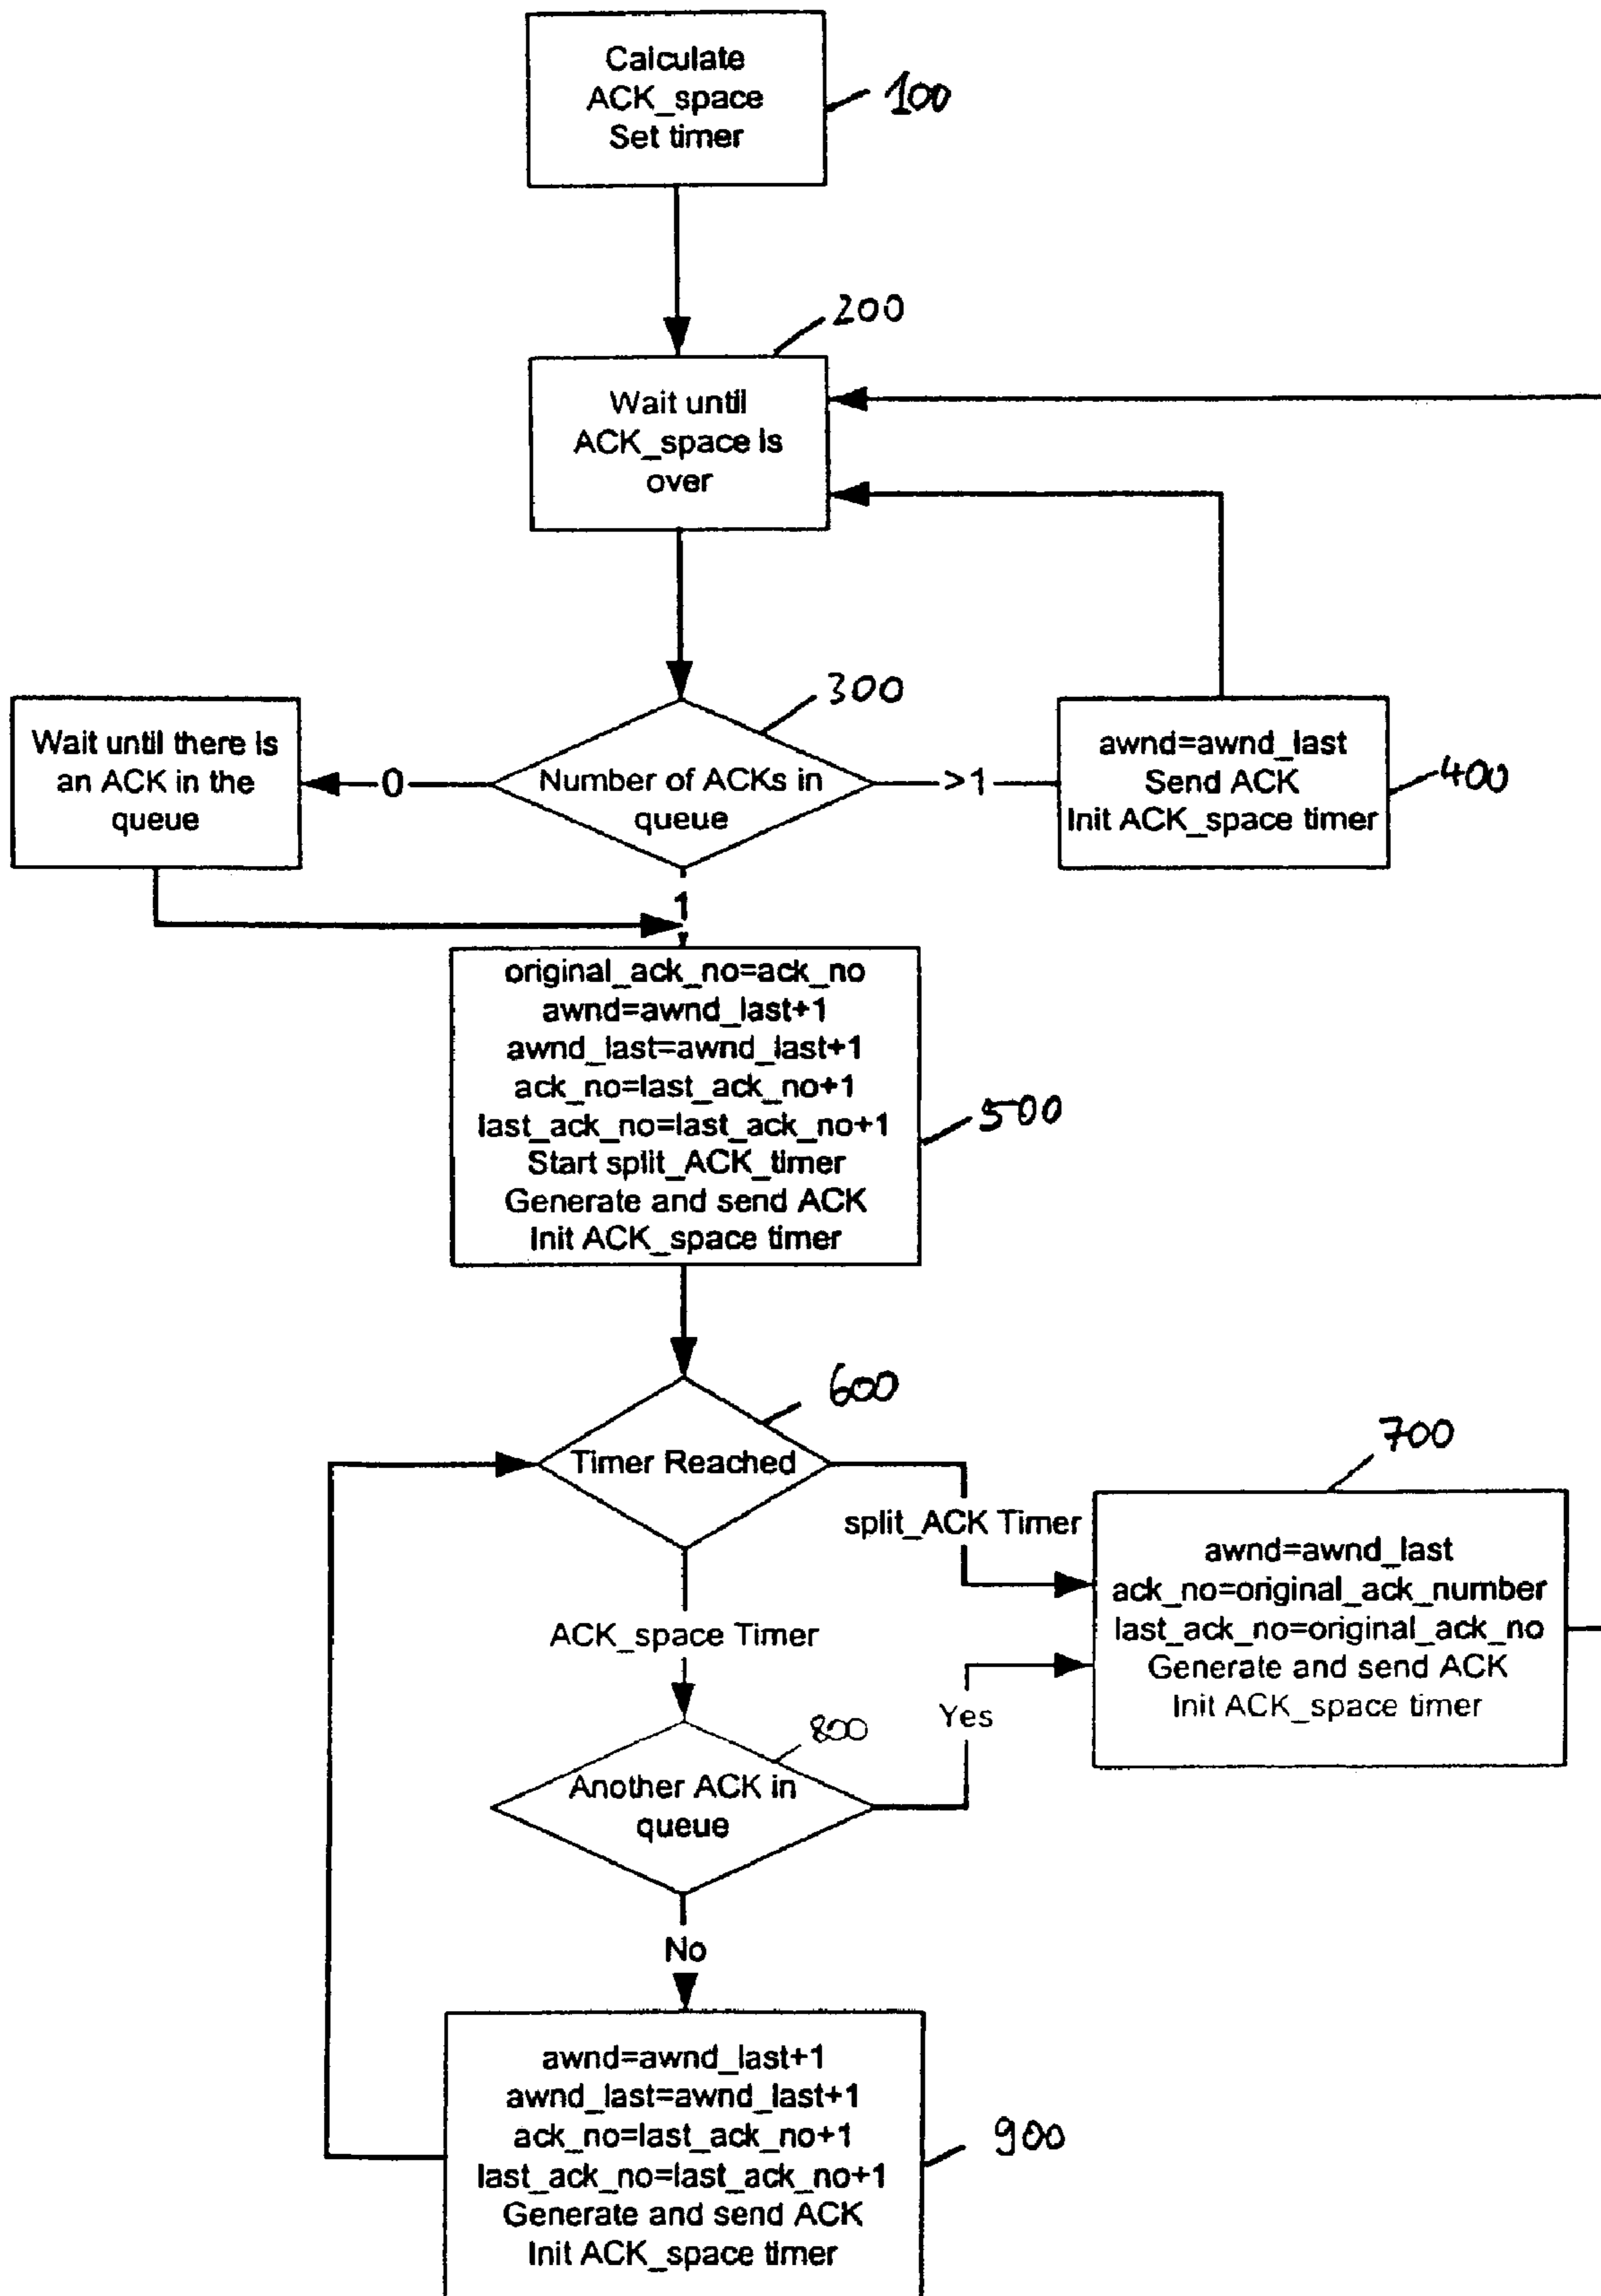 Calculate
ACK_space
Set timer
100
200
Wait until
ACK_space is
over
300
Wait until there is
an ACK in the
queue
0
Number of ACKs in
queue
>1
awnd=awnd_last
Send ACK
Init ACK_space timer
400
1
original_ack_no=ack_no
awnd=awnd_last+1
awnd_last=awnd_last+1
ack_no=last_ack_no+1
last_ack_no=last_ack_no+1
Start split_ACK_timer
Generate and send ACK
Init ACK_space timer
500
600
Timer Reached
split_ACK Timer
700
awnd=awnd_last
ack_no=original_ack_number
last_ack_no=original_ack_no
Generate and send ACK
Init ACK_space timer
ACK_space Timer
800
Another ACK in
queue
Yes
No
awnd=awnd_last+1
awnd_last=awnd_last+1
ack_no=last_ack_no+1
last_ack_no=last_ack_no+1
Generate and send ACK
Init ACK_space timer
900